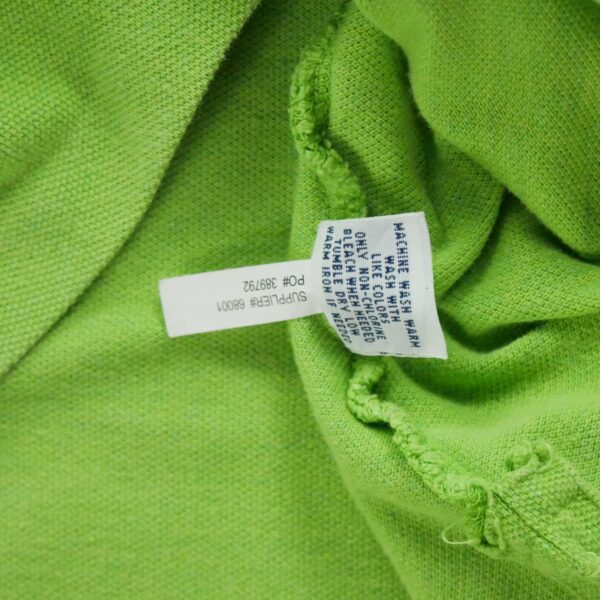 MACHINE WASH WARM
WASH WITH
LIKE COLORS
ONLY NON-CHLORINE
BLEACH WHEN NEEDED
TUMBLE DRY LOW
WARM IRON IF NEEDED
SUPPLIER# 68001
PO# 389792